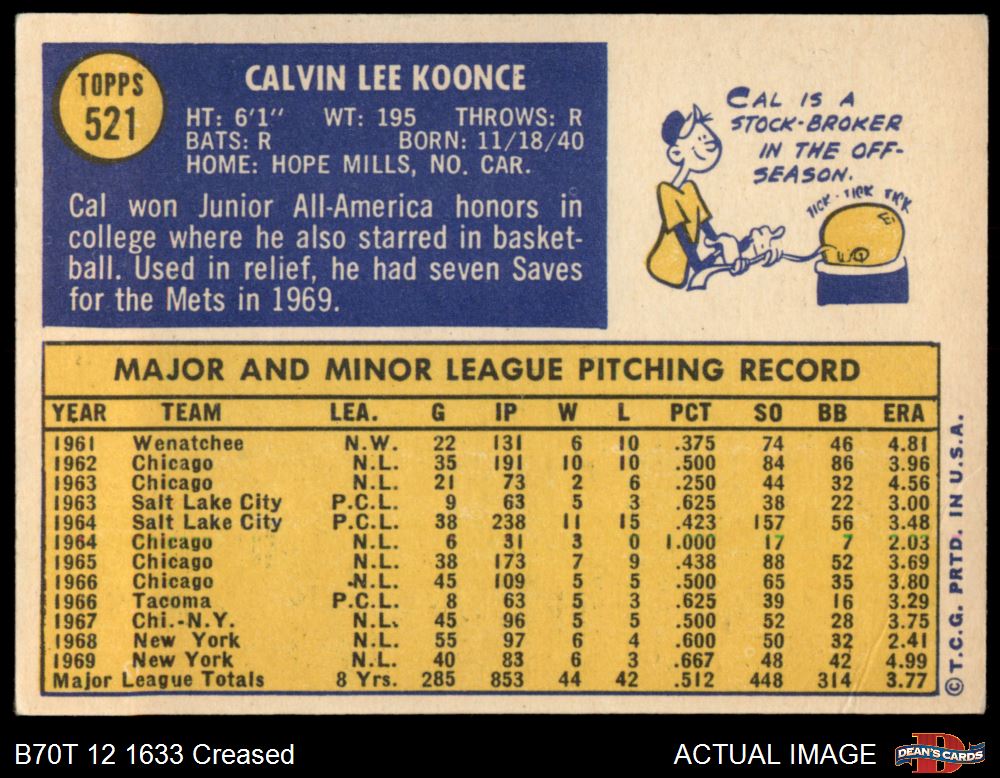 TOPPS
521
CALVIN LEE KOONCE
HT: 6'1" WT: 195 THROWS: R
BATS: R BORN: 11/18/40
HOME: HOPE MILLS, NO. CAR.
Cal won Junior All-America honors in
college where he also starred in basket-
ball. Used in relief, he had seven Saves
for the Mets in 1969.
CAL IS A
STOCK-BROKER
IN THE OFF-
SEASON.
TICK-TICK TICK
MAJOR AND MINOR LEAGUE PITCHING RECORD
YEAR TEAM LEA. G IP W L PCT SO BB ERA
1961 Wenatchee N.W. 22 131 6 10 .375 74 46 4.81
1962 Chicago N.L. 35 191 10 10 .500 84 86 3.96
1963 Chicago N.L. 21 73 2 6 .250 44 32 4.56
1963 Salt Lake City P.C.L. 9 63 5 3 .625 38 22 3.00
1964 Salt Lake City P.C.L. 38 238 11 15 .423 157 56 3.48
1964 Chicago N.L. 6 31 3 0 1.000 17 7 2.03
1965 Chicago N.L. 38 173 7 9 .438 88 52 3.69
1966 Chicago N.L. 45 109 5 5 .500 65 35 3.80
1966 Tacoma P.C.L. 8 63 5 3 .625 39 16 3.29
1967 Chi.-N.Y. N.L. 45 96 5 5 .500 52 28 3.75
1968 New York N.L. 55 97 6 4 .600 50 32 2.41
1969 New York N.L. 40 83 6 3 .667 48 42 4.99
Major League Totals 8 Yrs. 285 853 44 42 .512 448 314 3.77
© T.C.G. PRTD. IN U.S.A.
B70T 12 1633 Creased
ACTUAL IMAGE
DEAN'S CARDS